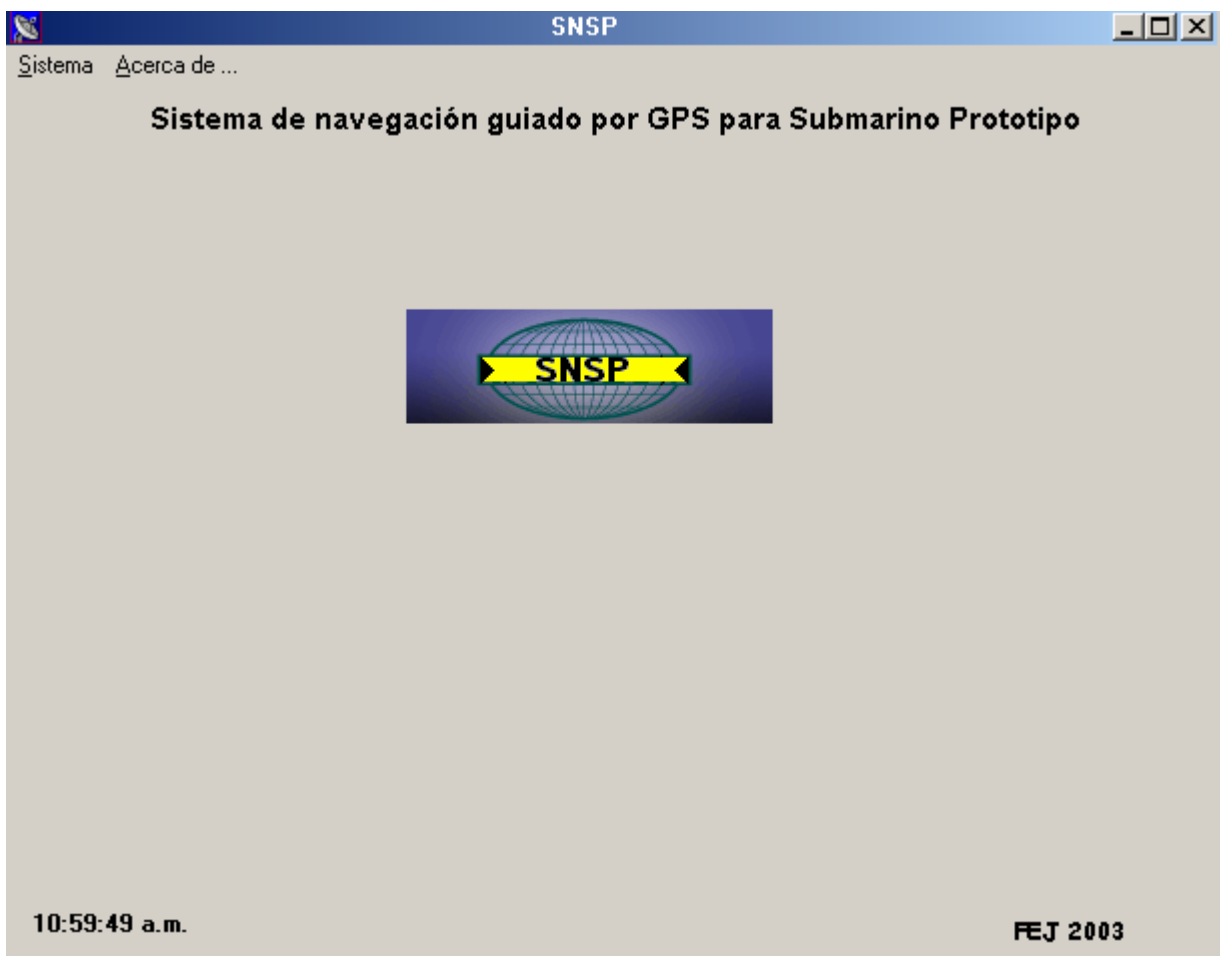 SNSP
Sistema Acerca de ...
Sistema de navegación guiado por GPS para Submarino Prototipo
SNSP
10:59:49 a.m.
FEJ 2003